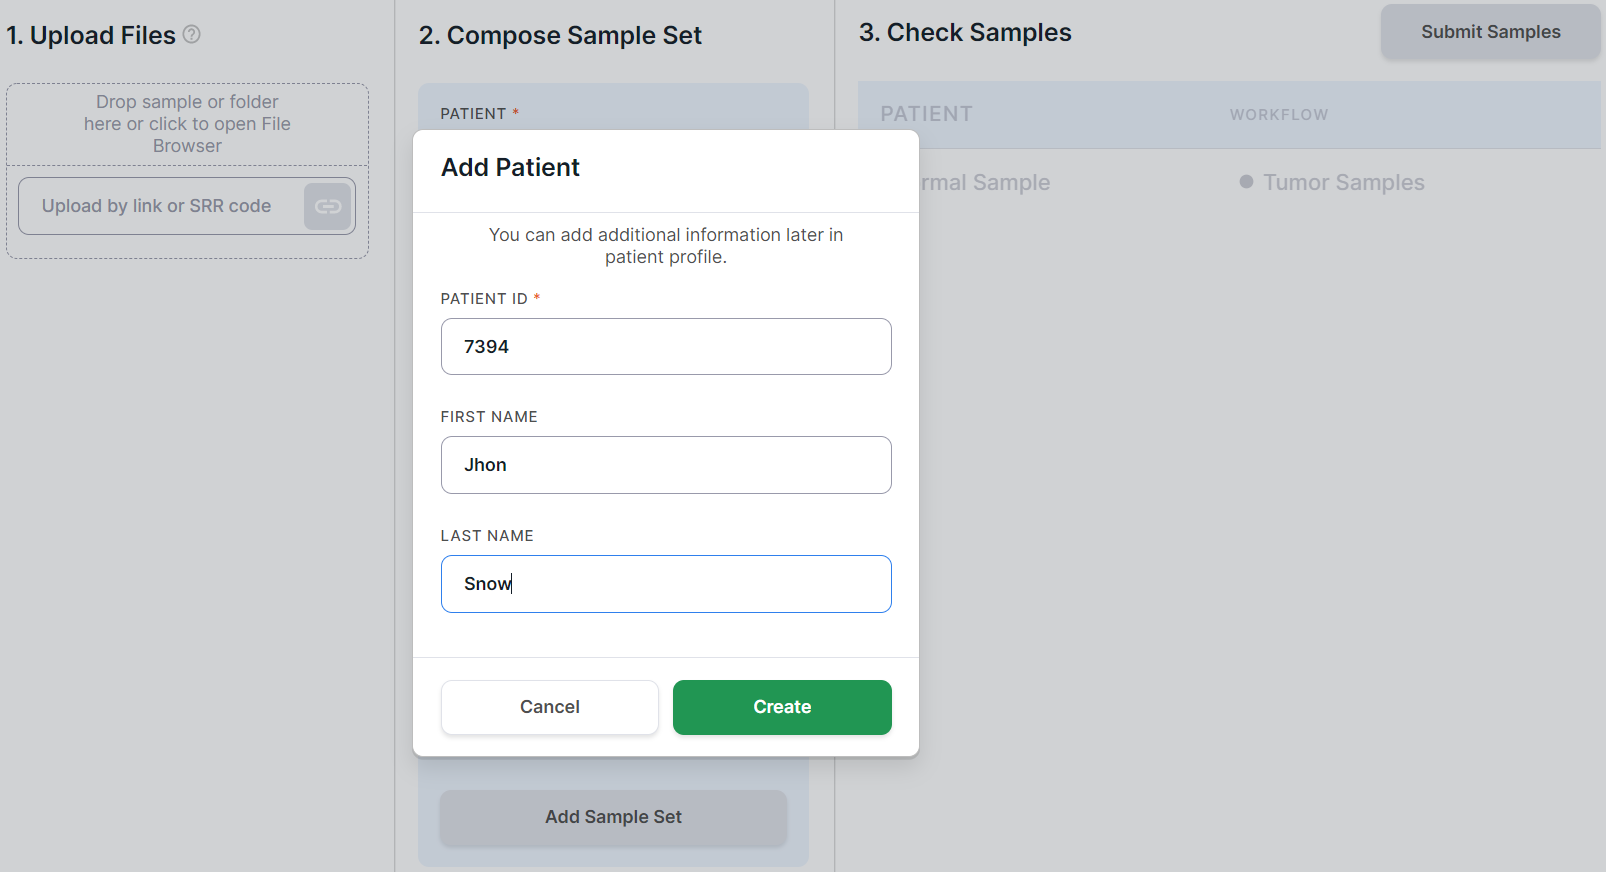 1. Upload Files
Drop sample or folder
here or click to open File
Browser
Upload by link or SRR code
2. Compose Sample Set
PATIENT *
Add Patient
You can add additional information later in
patient profile.
PATIENT ID *
7394
FIRST NAME
Jhon
LAST NAME
Snow
Cancel
Create
Add Sample Set
3. Check Samples
Submit Samples
PATIENT
WORKFLOW
rmal Sample
Tumor Samples